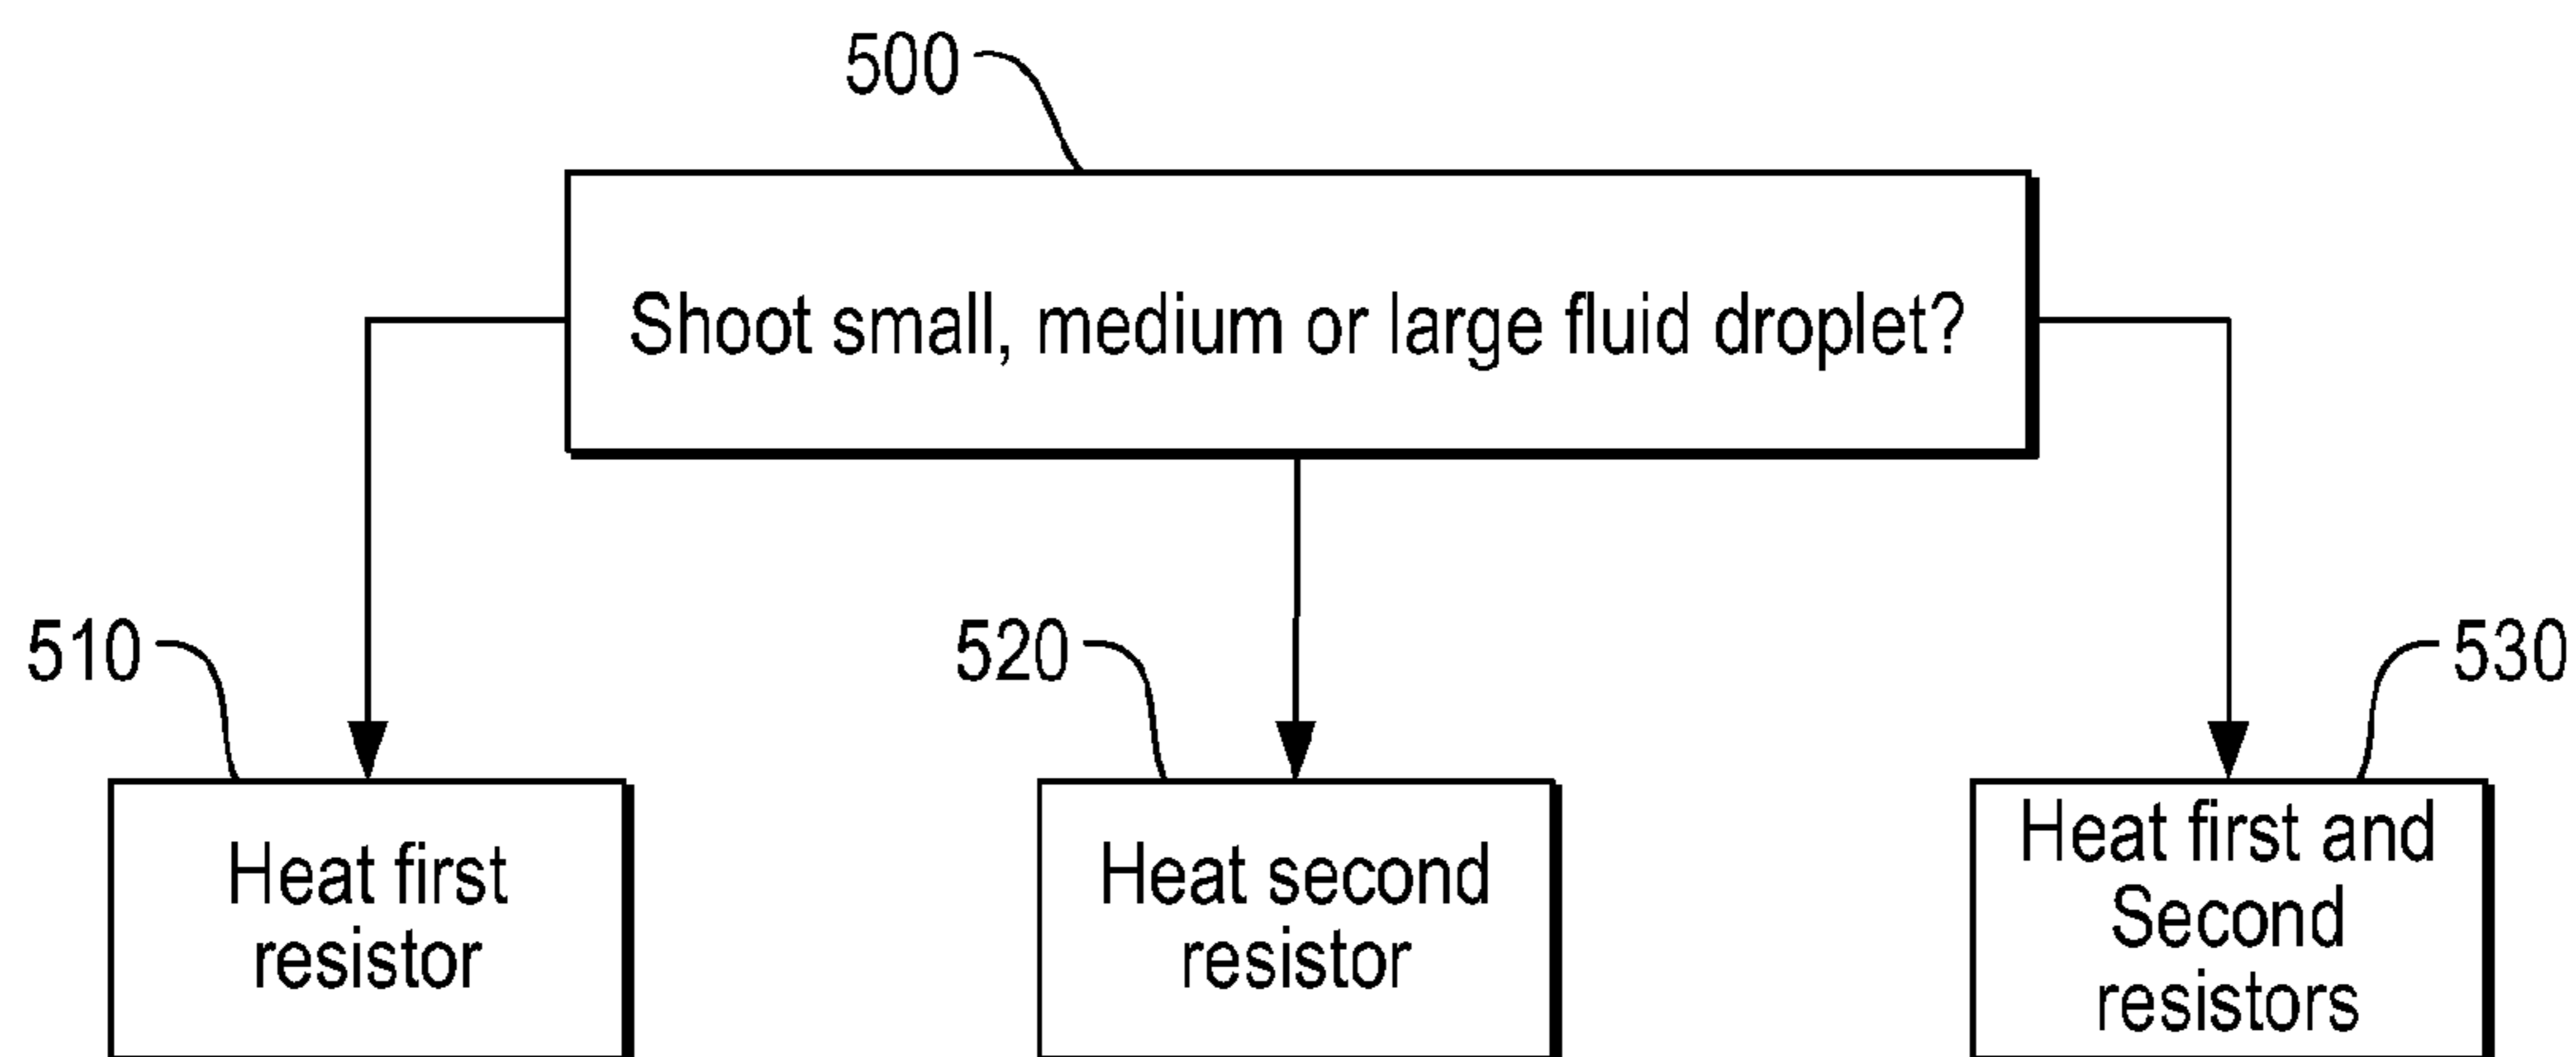 500
Shoot small, medium or large fluid droplet?
510
520
530
Heat first
resistor
Heat second
resistor
Heat first and
Second
resistors